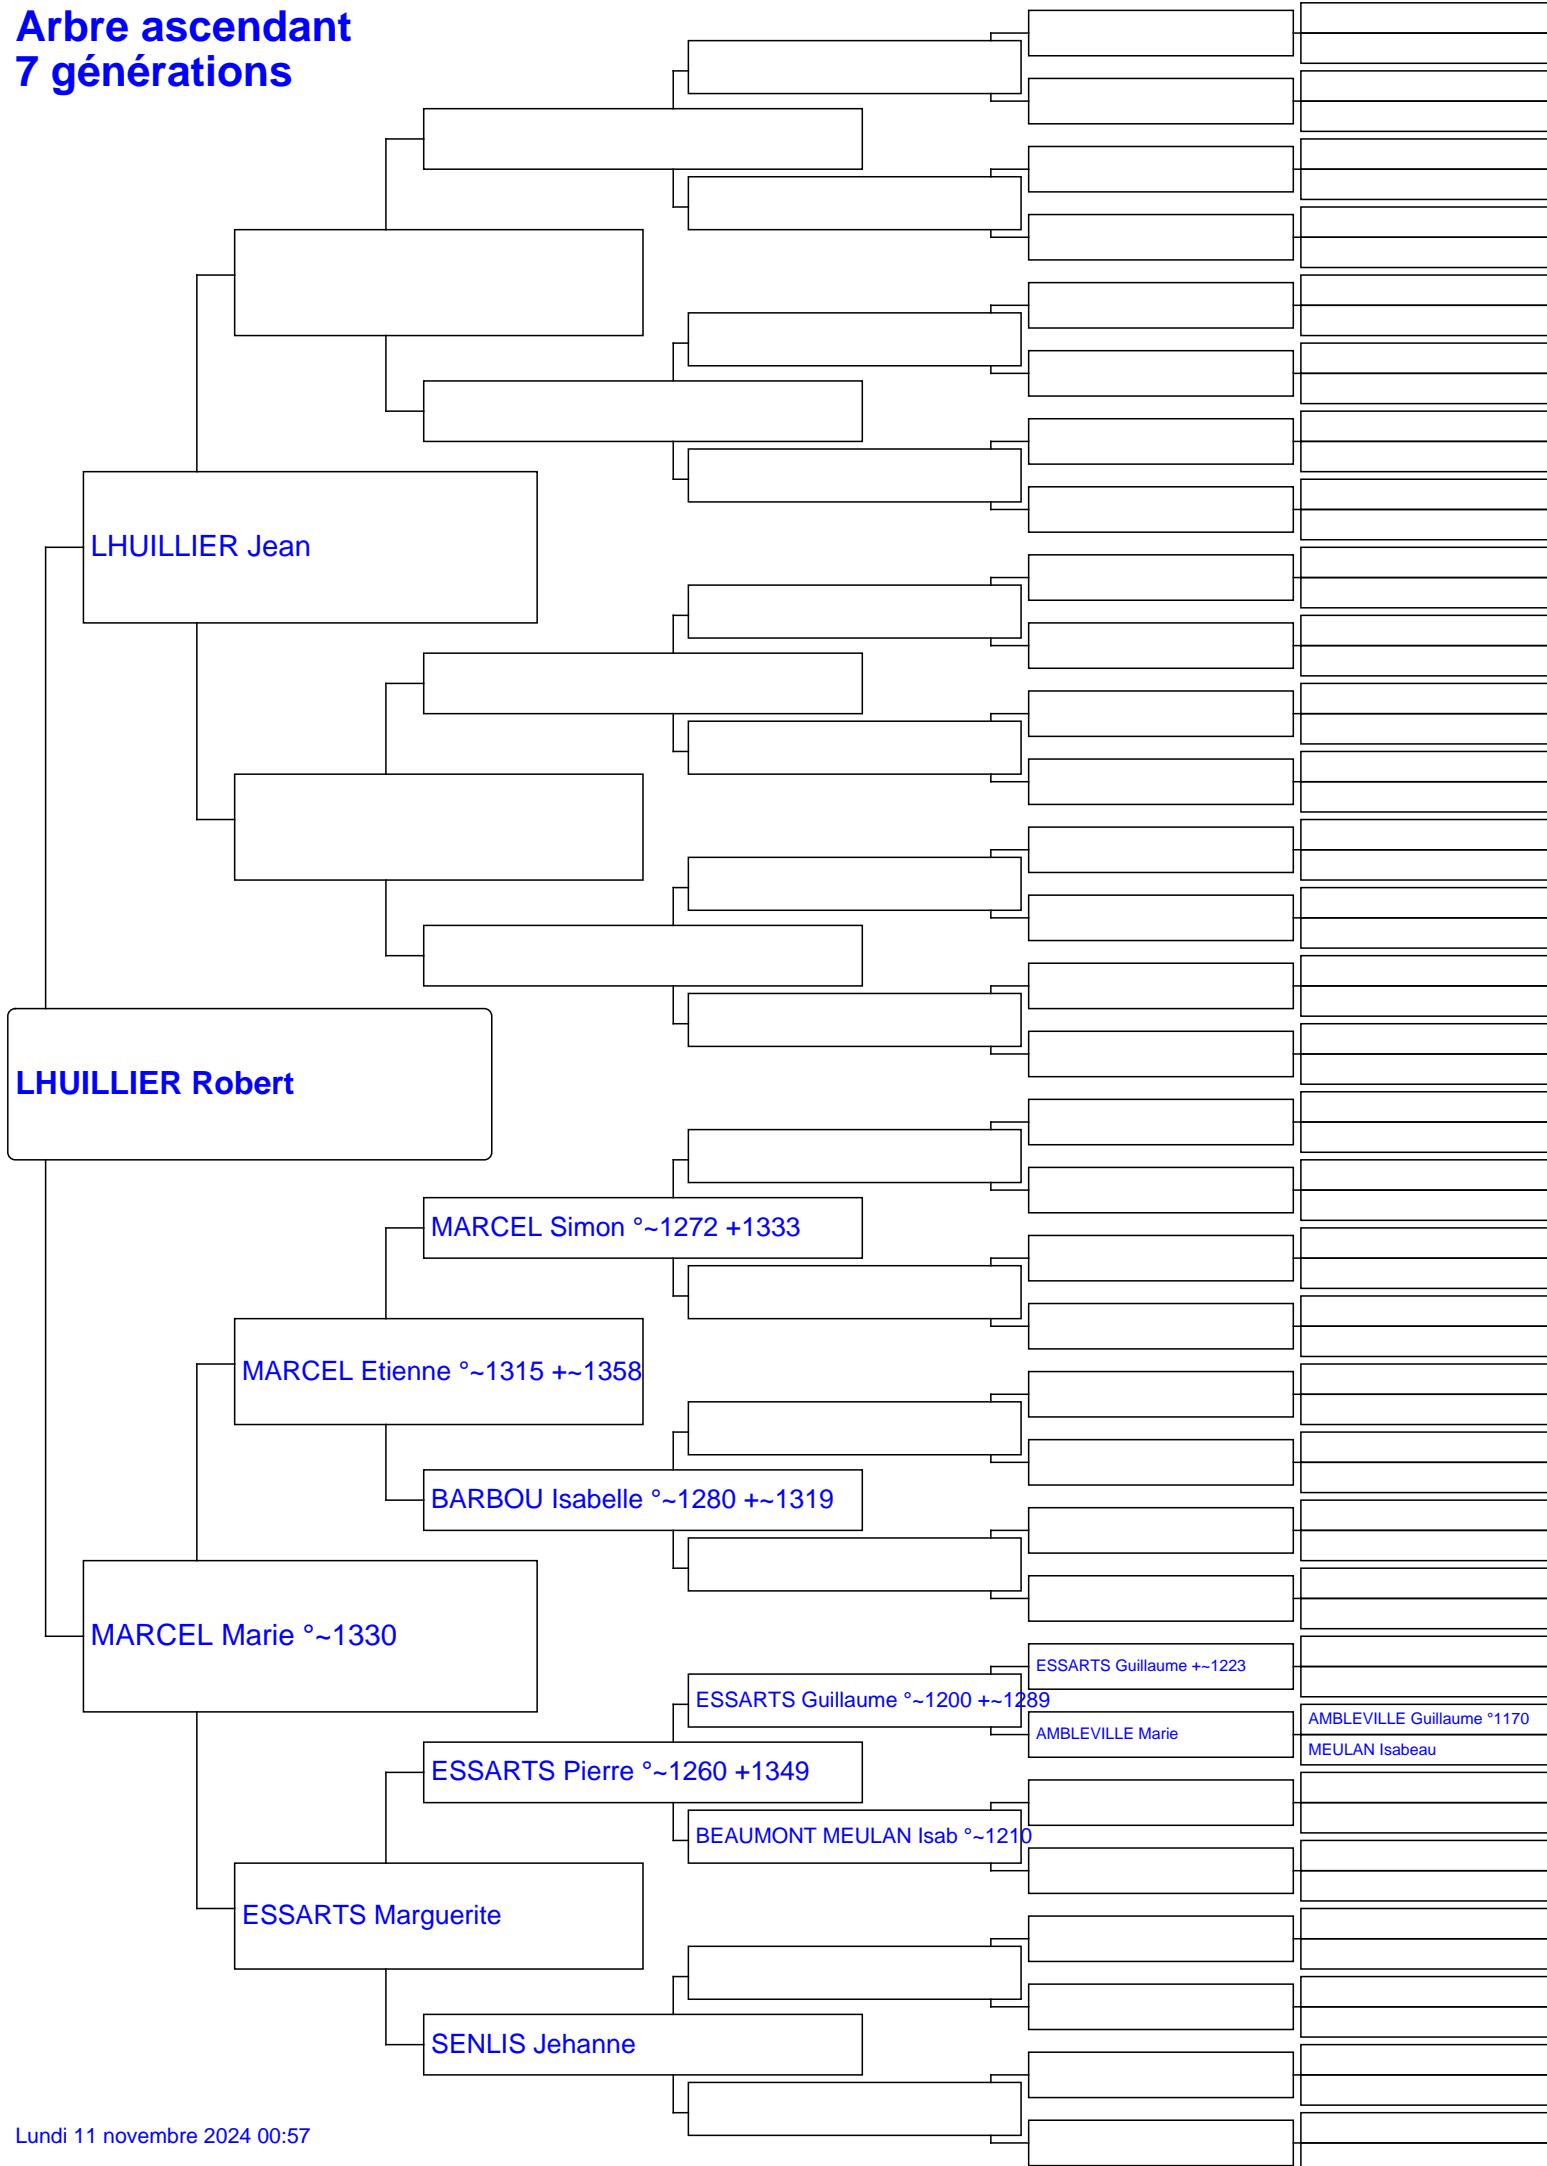 Arbre ascendant
7 générations
LHUILLIER Jean
LHUILLIER Robert
MARCEL Simon °~1272 +1333
MARCEL Etienne °~1315 +~1358
BARBOU Isabelle °~1280 +~1319
MARCEL Marie °~1330
ESSARTS Guillaume +~1223
ESSARTS Guillaume °~1200 +~1289
AMBLEVILLE Guillaume °1170
AMBLEVILLE Marie
MEULAN Isabeau
ESSARTS Pierre °~1260 +1349
BEAUMONT MEULAN Isab °~1210
ESSARTS Marguerite
SENLIS Jehanne
Lundi 11 novembre 2024 00:57